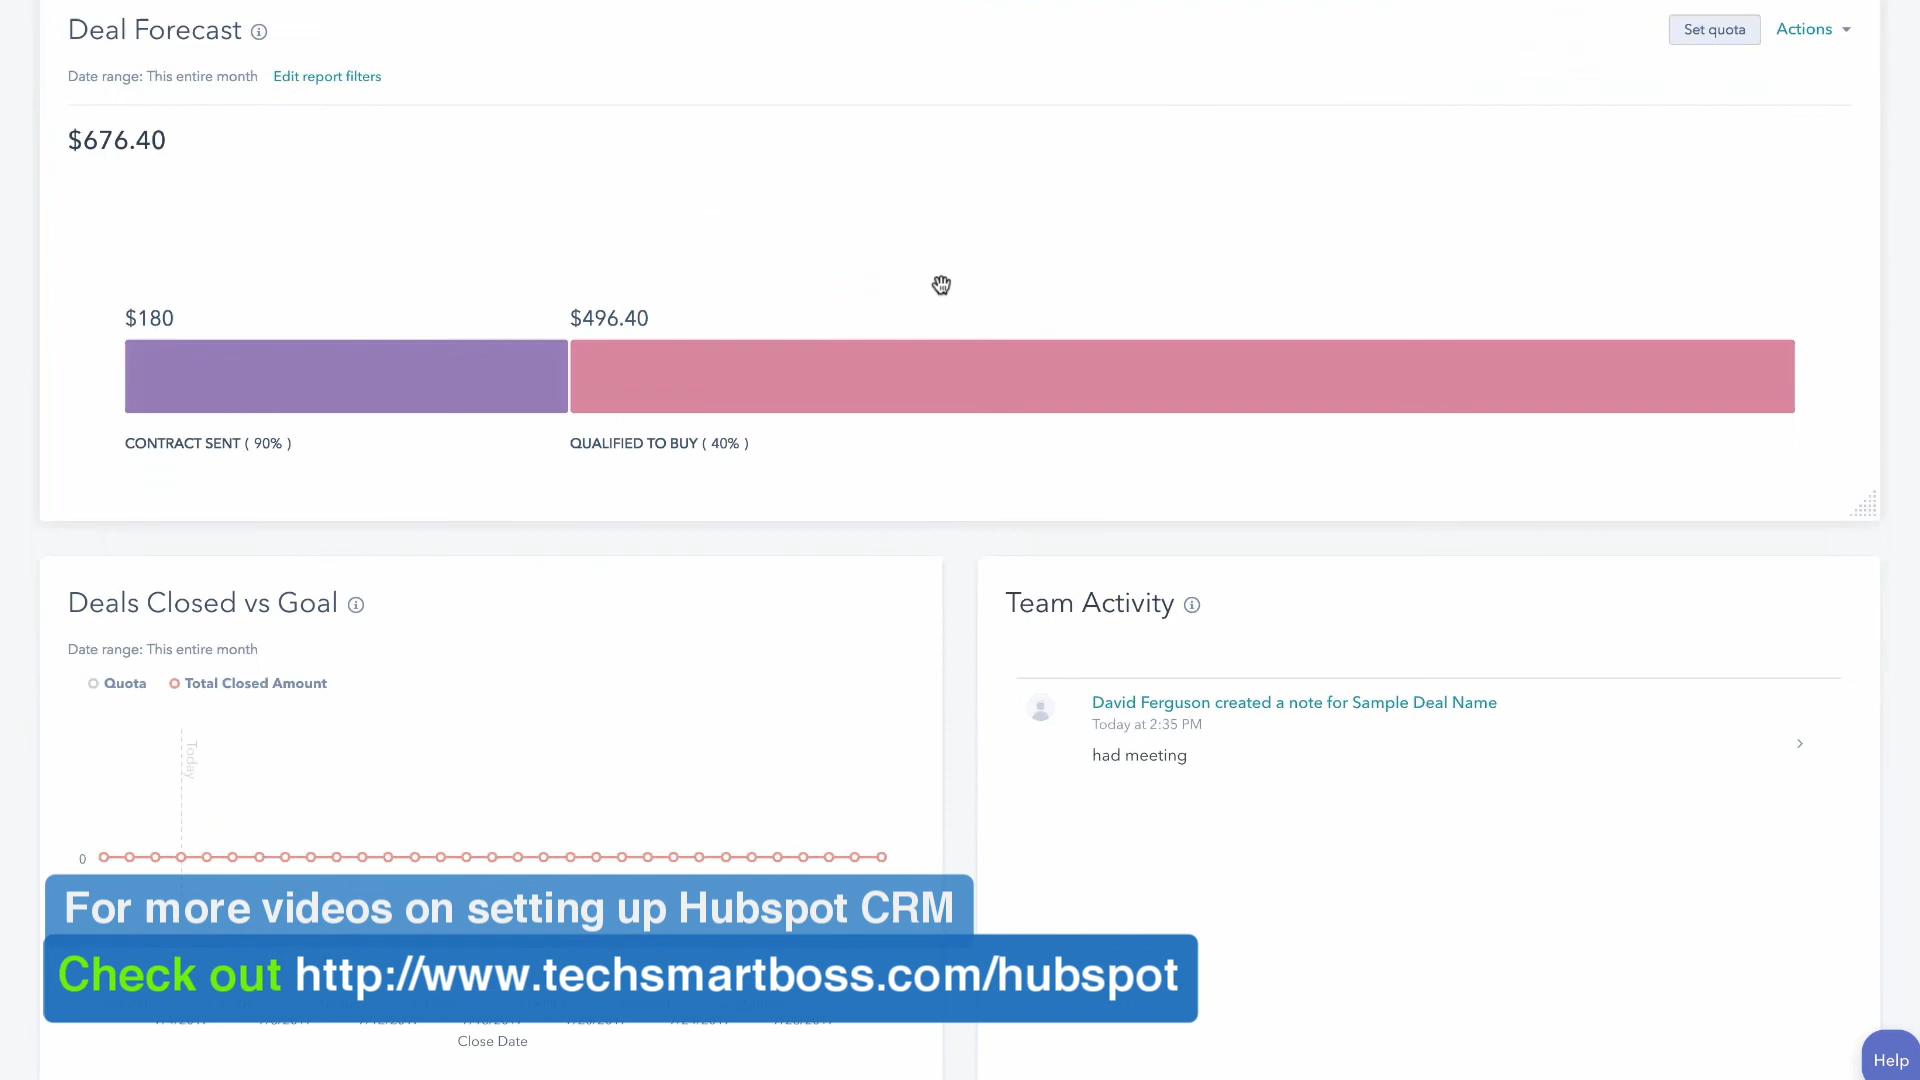 Deal Forecast
Set quota
Actions
Date range: This entire month Edit report filters
$676.40
$180
$496.40
CONTRACT SENT ( 90% )
QUALIFIED TO BUY ( 40% )
Deals Closed vs Goal
Date range: This entire month
Quota Total Closed Amount
Today
0
Close Date
Team Activity
David Ferguson created a note for Sample Deal Name
Today at 2:35 PM
had meeting
For more videos on setting up Hubspot CRM
Check out http://www.techsmartboss.com/hubspot
Help